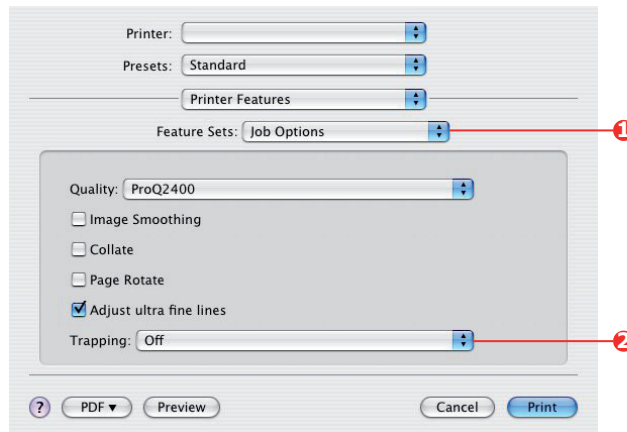 Printer:
Presets: Standard
Printer Features
Feature Sets: Job Options
1
Quality: ProQ2400
Image Smoothing
Collate
Page Rotate
Adjust ultra fine lines
Trapping: Off
2
? PDF▼ Preview Cancel Print